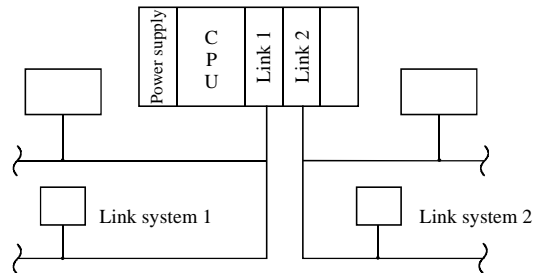 Power supply
C
P
U
Link 1
Link 2
Link system 1
Link system 2